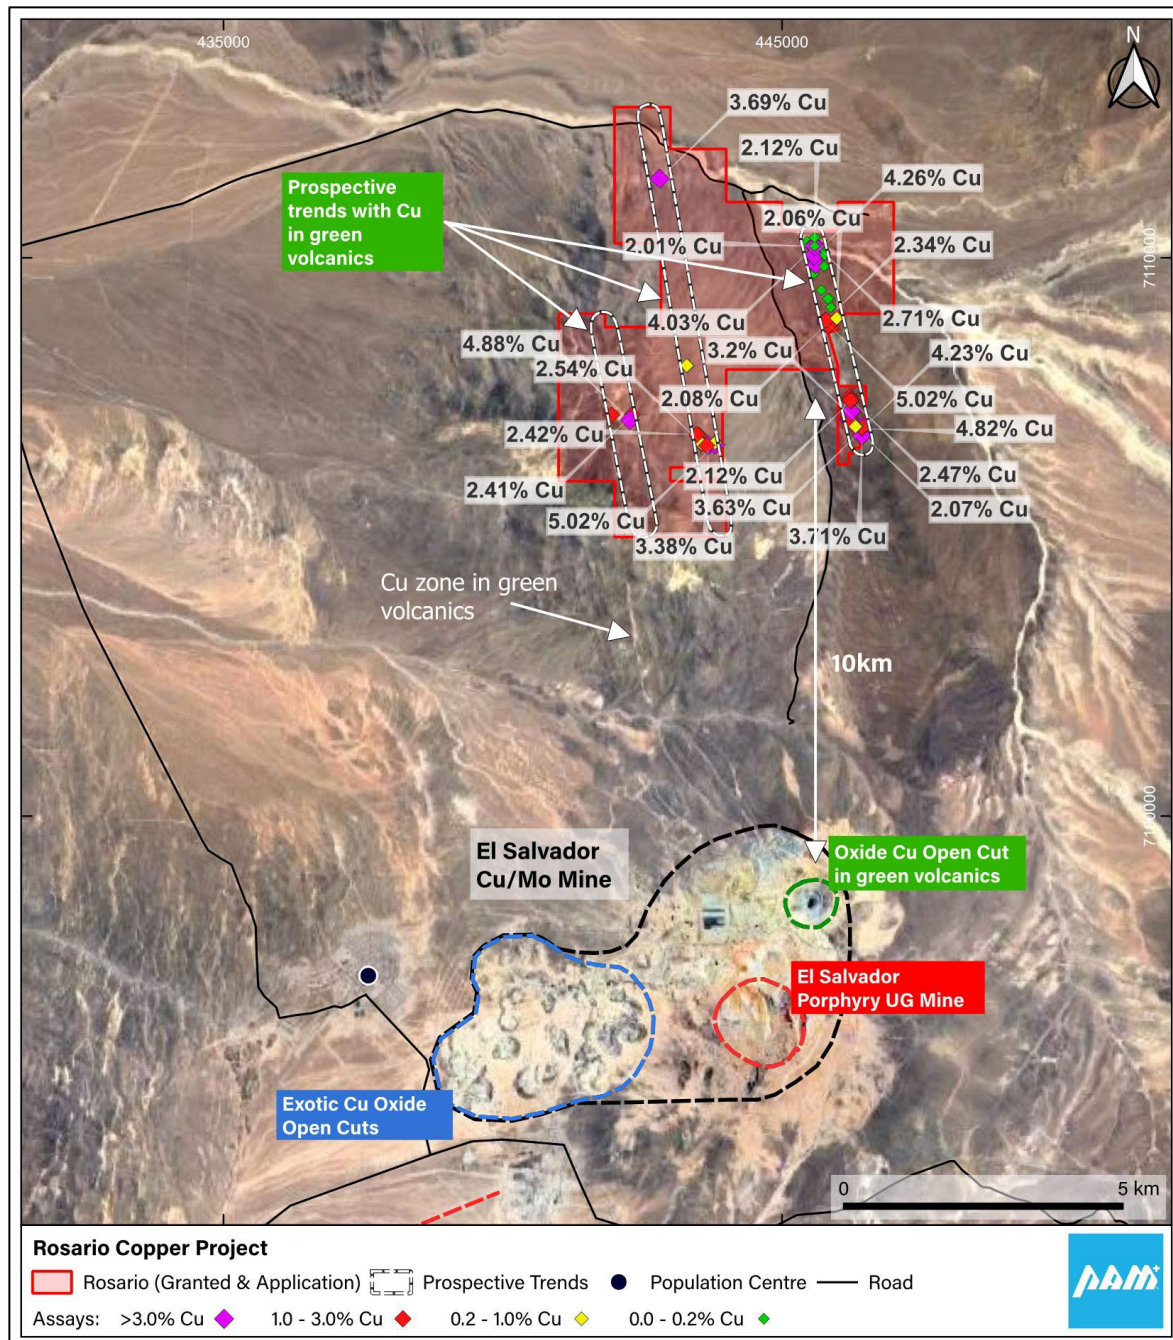 435000
445000
N
3.69% Cu
2.12% Cu
4.26% Cu
Prospective
trends with Cu
in green
volcanics
2.06% Cu
2.01% Cu
2.34% Cu
7110000
4.03% Cu
2.71% Cu
4.88% Cu
3.2% Cu
4.23% Cu
2.54% Cu
2.08% Cu
5.02% Cu
2.42% Cu
4.82% Cu
2.12% Cu
2.47% Cu
2.41% Cu
3.63% Cu
2.07% Cu
5.02% Cu
3.71% Cu
3.38% Cu
Cu zone in green
volcanics
10km
7100000
El Salvador
Cu/Mo Mine
Oxide Cu Open Cut
in green volcanics
El Salvador
Porphyry UG Mine
Exotic Cu Oxide
Open Cuts
0 5 km
Rosario Copper Project
Rosario (Granted & Application) Prospective Trends Population Centre Road
Assays: >3.0% Cu 1.0 - 3.0% Cu 0.2 - 1.0% Cu 0.0 - 0.2% Cu
PAM+